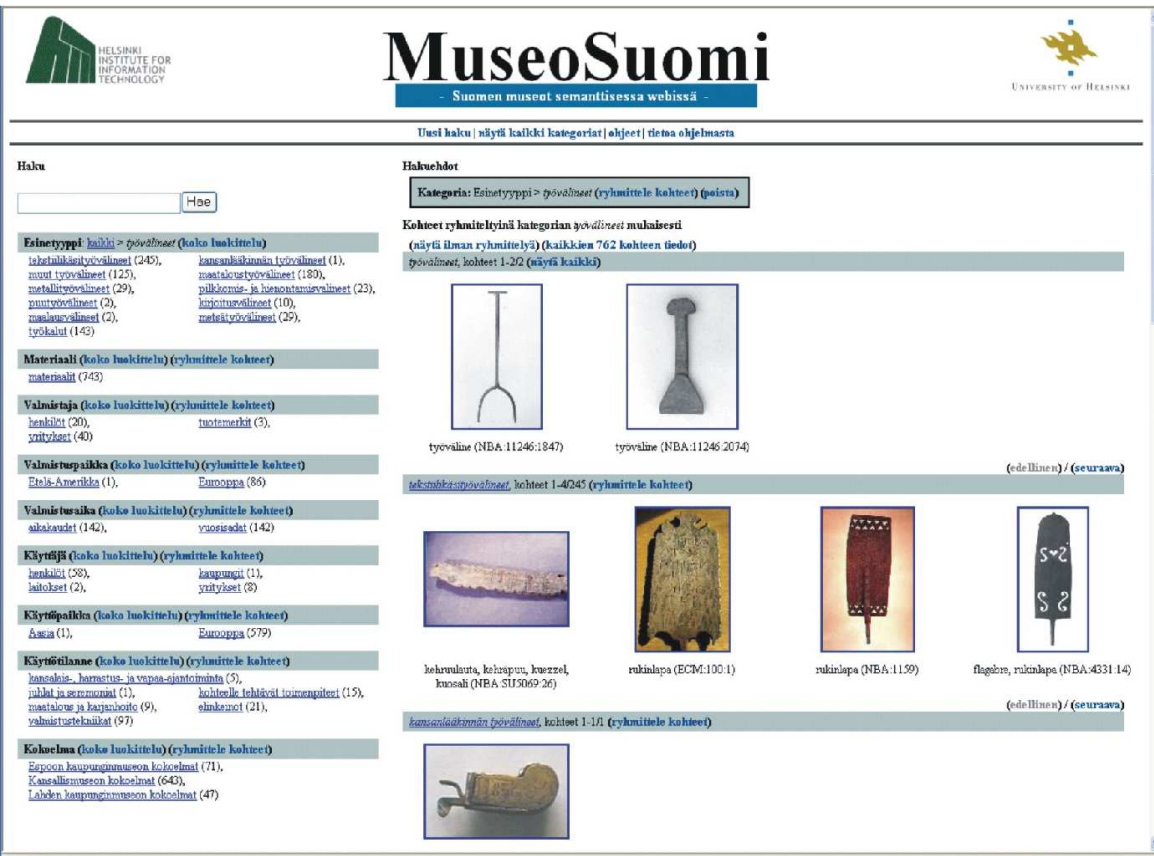 HELSINKI
INSTITUTE FOR
INFORMATION
TECHNOLOGY
MuseoSuomi
- Suomen museot semanttisessa webissä -
UNIVERSITY OF HELSINKI
Uusi haku | näytä kaikki kategoriat | ohjeet | tietoa ohjelmasta
Haku
Hae
Esinetyyppi: kaikki > työvälineet (koko luokittelu)
tekstiilikäsityövälineet (245), kansanlääkinnän työvälineet (1),
muut työvälineet (125), maataloustyövälineet (180),
metallityövälineet (29), pilkkomis- ja hienontamisvälineet (23),
puutyövälineet (2), kirjoitusvälineet (10),
maalausvälineet (2), metsätyövälineet (29),
työkalut (143)
Materiaali (koko luokittelu) (ryhmittele kohteet)
materiaalit (743)
Valmistaja (koko luokittelu) (ryhmittele kohteet)
henkilöt (20), tuotemerkit (3),
yritykset (40)
Valmistuspaikka (koko luokittelu) (ryhmittele kohteet)
Etelä-Amerikka (1), Eurooppa (86)
Valmistusaika (koko luokittelu) (ryhmittele kohteet)
aikakaudet (142), vuosisadat (142)
Käyttäjä (koko luokittelu) (ryhmittele kohteet)
henkilöt (58), kaupungit (1),
laitokset (2), yritykset (8)
Käyttöpaikka (koko luokittelu) (ryhmittele kohteet)
Aasia (1), Eurooppa (579)
Käyttötilanne (koko luokittelu) (ryhmittele kohteet)
kansalais-, harrastus- ja vapaa-ajantoiminta (5),
juhlat ja seremoniat (1), kohteelle tehtävät toimenpiteet (15),
maatalous ja karjanhoito (9), elinkeinot (21),
valmistustekniikat (97)
Kokoelma (koko luokittelu) (ryhmittele kohteet)
Espoon kaupunginmuseon kokoelmat (71),
Kansallismuseon kokoelmat (643),
Lahden kaupunginmuseon kokoelmat (47)
Hakuehdot
Kategoria: Esinetyyppi > työvälineet (ryhmittele kohteet) (poista)
Kohteet ryhmiteltyinä kategorian työvälineet mukaisesti
(näytä ilman ryhmittelyä) (kaikkien 762 kohteen tiedot)
työvälineet, kohteet 1-2/2 (näytä kaikki)
työväline (NBA:11246:1847) työväline (NBA:11246:2074)
(edellinen) / (seuraava)
tekstiilikäsityövälineet, kohteet 1-4/245 (ryhmittele kohteet)
kehruulauta, kehräpuu, kuezzel, rukinlapa (ECM:100:1) rukinlapa (NBA:1159) flagabre, rukinlapa (NBA:4331:14)
kuosali (NBA:SU5069:26)
(edellinen) / (seuraava)
kansanlääkinnän työvälineet, kohteet 1-1/1 (ryhmittele kohteet)